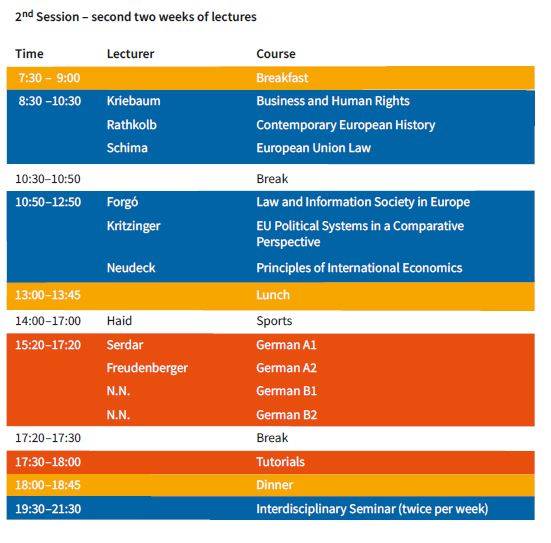 2nd Session – second two weeks of lectures
Time Lecturer Course
7:30 – 9:00 Breakfast
8:30 –10:30 Kriebaum Business and Human Rights
Rathkolb Contemporary European History
Schima European Union Law
10:30–10:50 Break
10:50–12:50 Forgó Law and Information Society in Europe
Kritzinger EU Political Systems in a Comparative
Perspective
Neudeck Principles of International Economics
13:00–13:45 Lunch
14:00–17:00 Haid Sports
15:20–17:20 Serdar German A1
Freudenberger German A2
N.N. German B1
N.N. German B2
17:20–17:30 Break
17:30–18:00 Tutorials
18:00–18:45 Dinner
19:30–21:30 Interdisciplinary Seminar (twice per week)